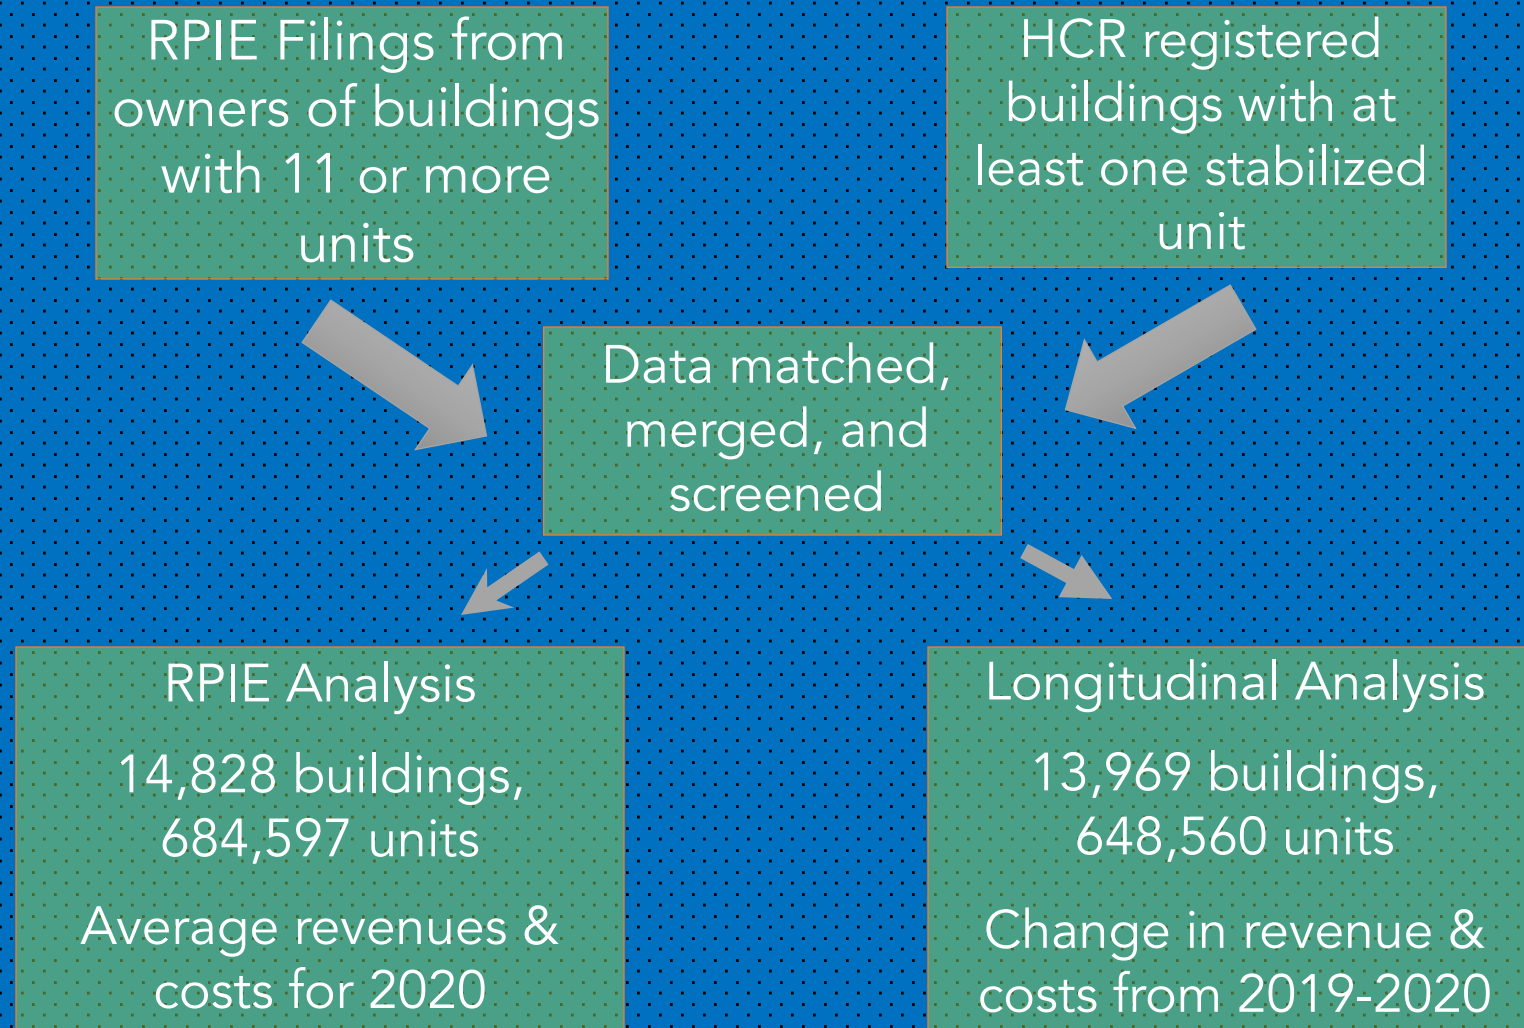 RPIE Filings from
owners of buildings
with 11 or more
units
HCR registered
buildings with at
least one stabilized
unit
Data matched,
merged, and
screened
RPIE Analysis
14,828 buildings,
684,597 units
Average revenues &
costs for 2020
Longitudinal Analysis
13,969 buildings,
648,560 units
Change in revenue &
costs from 2019-2020